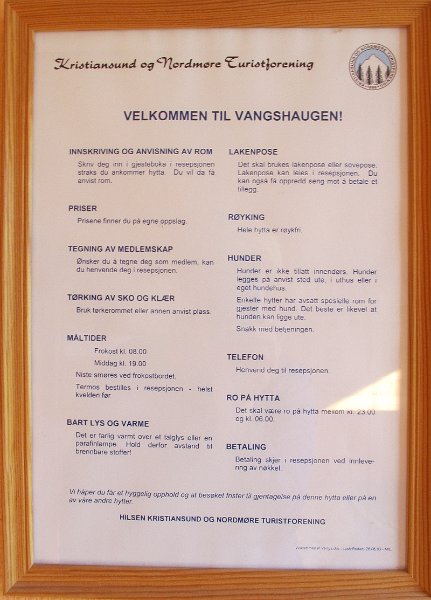 Kristiansund og Nordmøre Turistforening
VELKOMMEN TIL VANGSHAUGEN!
INNSKRIVING OG ANVISNING AV ROM
Skriv deg inn i gjesteboka i resepsjonen
straks du ankommer hytta. Du vil da få
anvist rom.
PRISER
Prisene finner du på egne oppslag.
TEGNING AV MEDLEMSKAP
Ønsker du å tegne deg som medlem, kan
du henvende deg i resepsjonen.
TØRKING AV SKO OG KLÆR
Bruk tørkerommet eller annen anvist plass.
MÅLTIDER
Frokost kl. 08.00
Middag kl. 19.00
Niste smøres ved frokostbordet.
Termos bestilles i resepsjonen - helst
kvelden før
BART LYS OG VARME
Det er farlig varmt over et talglys eller en
parafinlampe. Hold derfor avstand til
brennbare stoffer!
LAKENPOSE
Det skal brukes lakenpose eller sovepose.
Lakenpose kan leies i resepsjonen. Du
kan også få oppredd seng mot å betale et
tillegg.
RØYKING
Hele hytta er røykfri.
HUNDER
Hunder er ikke tillatt innendørs. Hunder
legges på anvist sted ute, i uthus eller i
eget hundehus.
Enkelte hytter har avsatt spesielle rom for
gjester med hund. Det beste er likevel at
hunden kan ligge ute.
Snakk med betjeningen.
TELEFON
Henvend deg til resepsjonen.
RO PÅ HYTTA
Det skal være ro på hytta mellom kl. 23.00
og kl. 06.00.
BETALING
Betaling skjer i resepsjonen ved innleve-
ring av nøkkel.
Vi håper du får et hyggelig opphold og at besøket frister til gjentagelse på denne hytta eller på en
av våre andre hytter.
HILSEN KRISTIANSUND OG NORDMØRE TURISTFORENING